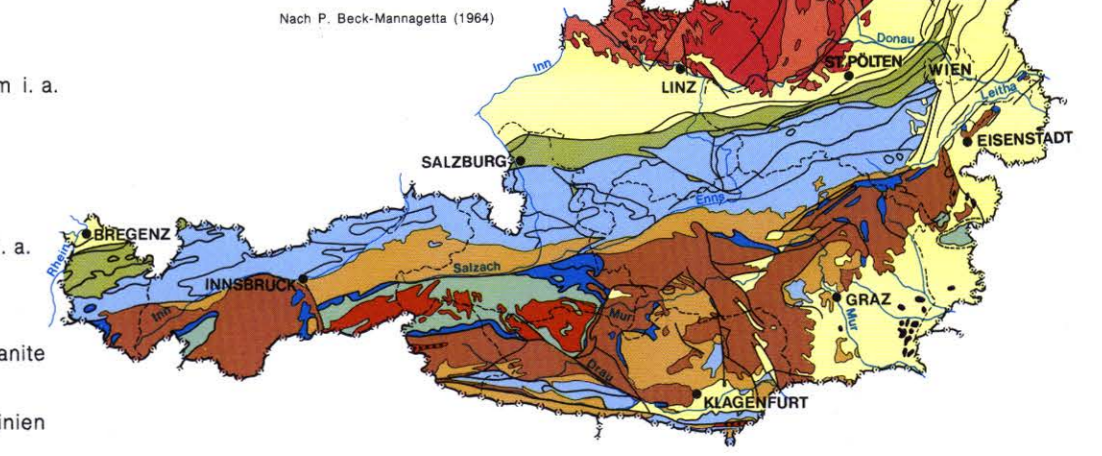 Nach P. Beck-Mannagetta (1964)
Donau
ST. PÖLTEN
Inn
WIEN
LINZ
m i. a.
Leitha
EISENSTADT
SALZBURG
Enns
BREGENZ
. a.
Rhein
Salzach
INNSBRUCK
GRAZ
Inn
Mur
Mur
anite
Drau
KLAGENFURT
inien